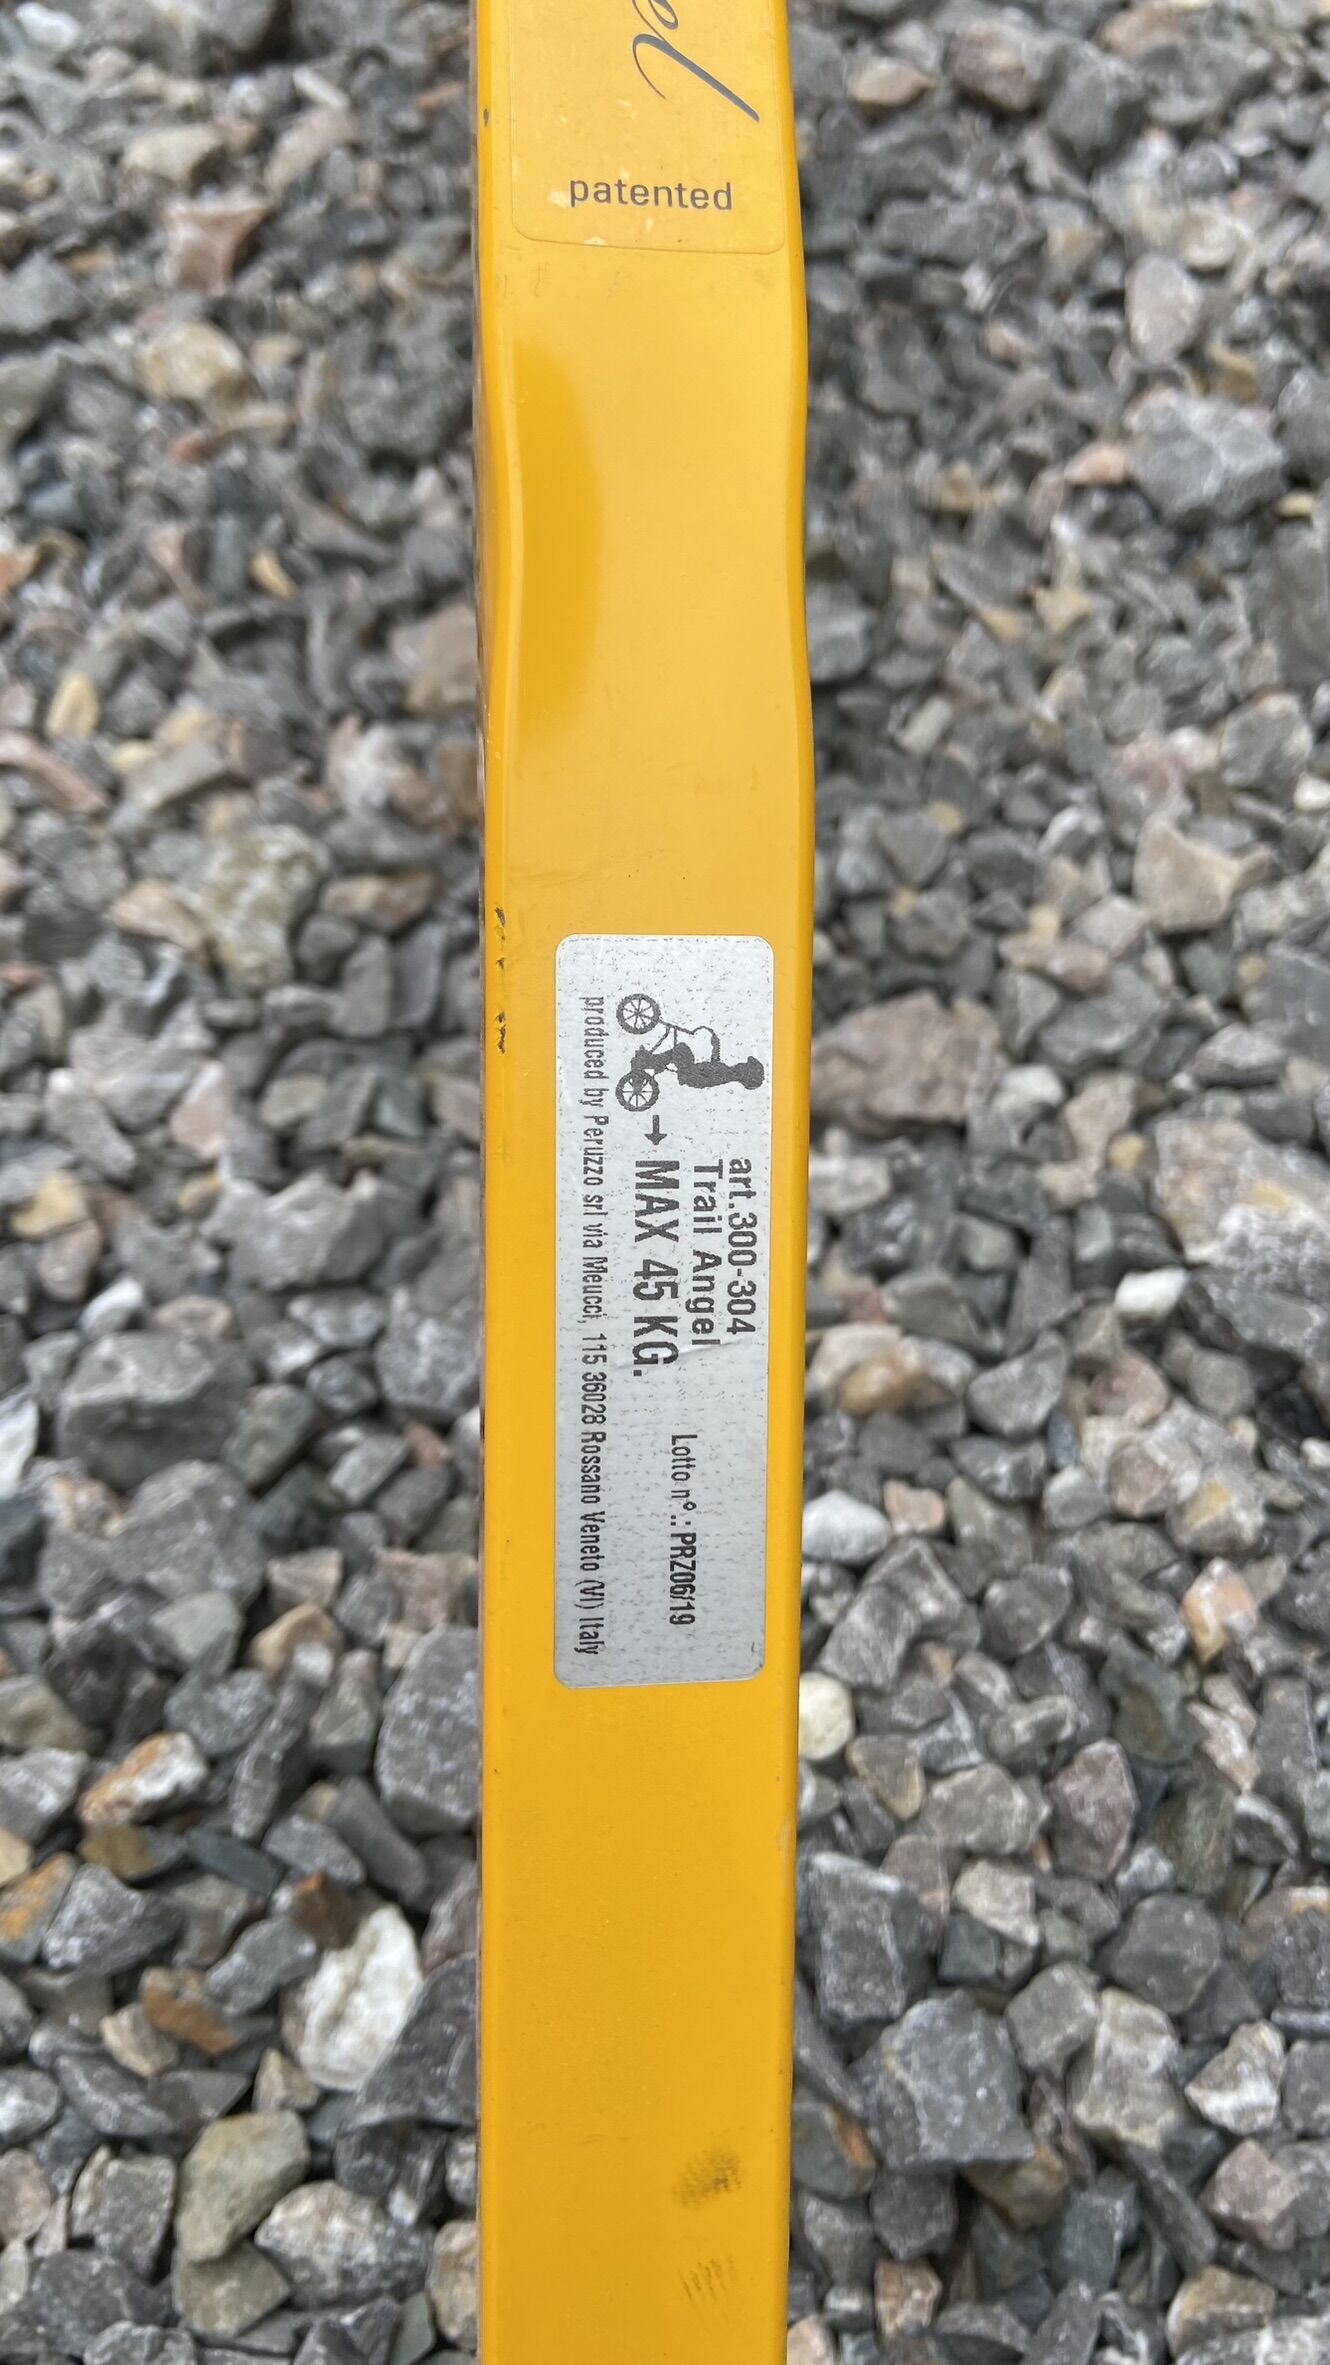 el
patented
art.300-304
Trail Angel
→ MAX 45 KG.
Lotto n°.: PRZ06/19
produced by Peruzzo srl via Meucci, 115 36028 Rossano Veneto (VI) Italy